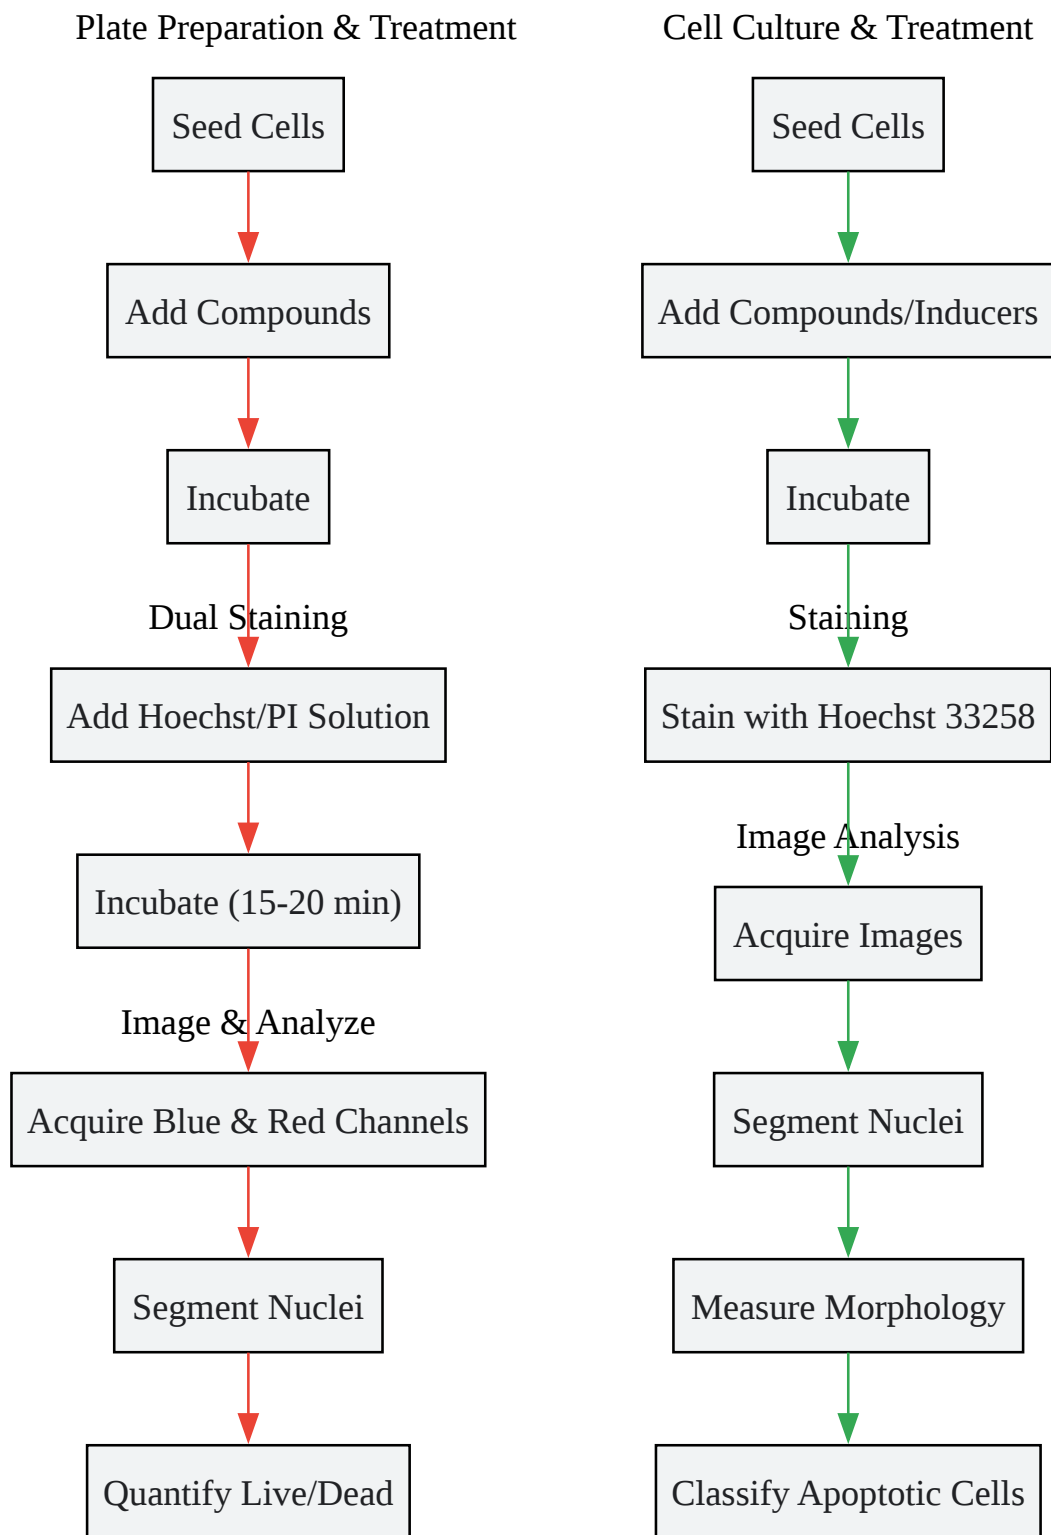 Plate Preparation & Treatment
Seed Cells
Add Compounds
Incubate
Dual Staining
Add Hoechst/PI Solution
Incubate (15-20 min)
Image & Analyze
Acquire Blue & Red Channels
Segment Nuclei
Quantify Live/Dead
Cell Culture & Treatment
Seed Cells
Add Compounds/Inducers
Incubate
Staining
Stain with Hoechst 33258
Image Analysis
Acquire Images
Segment Nuclei
Measure Morphology
Classify Apoptotic Cells